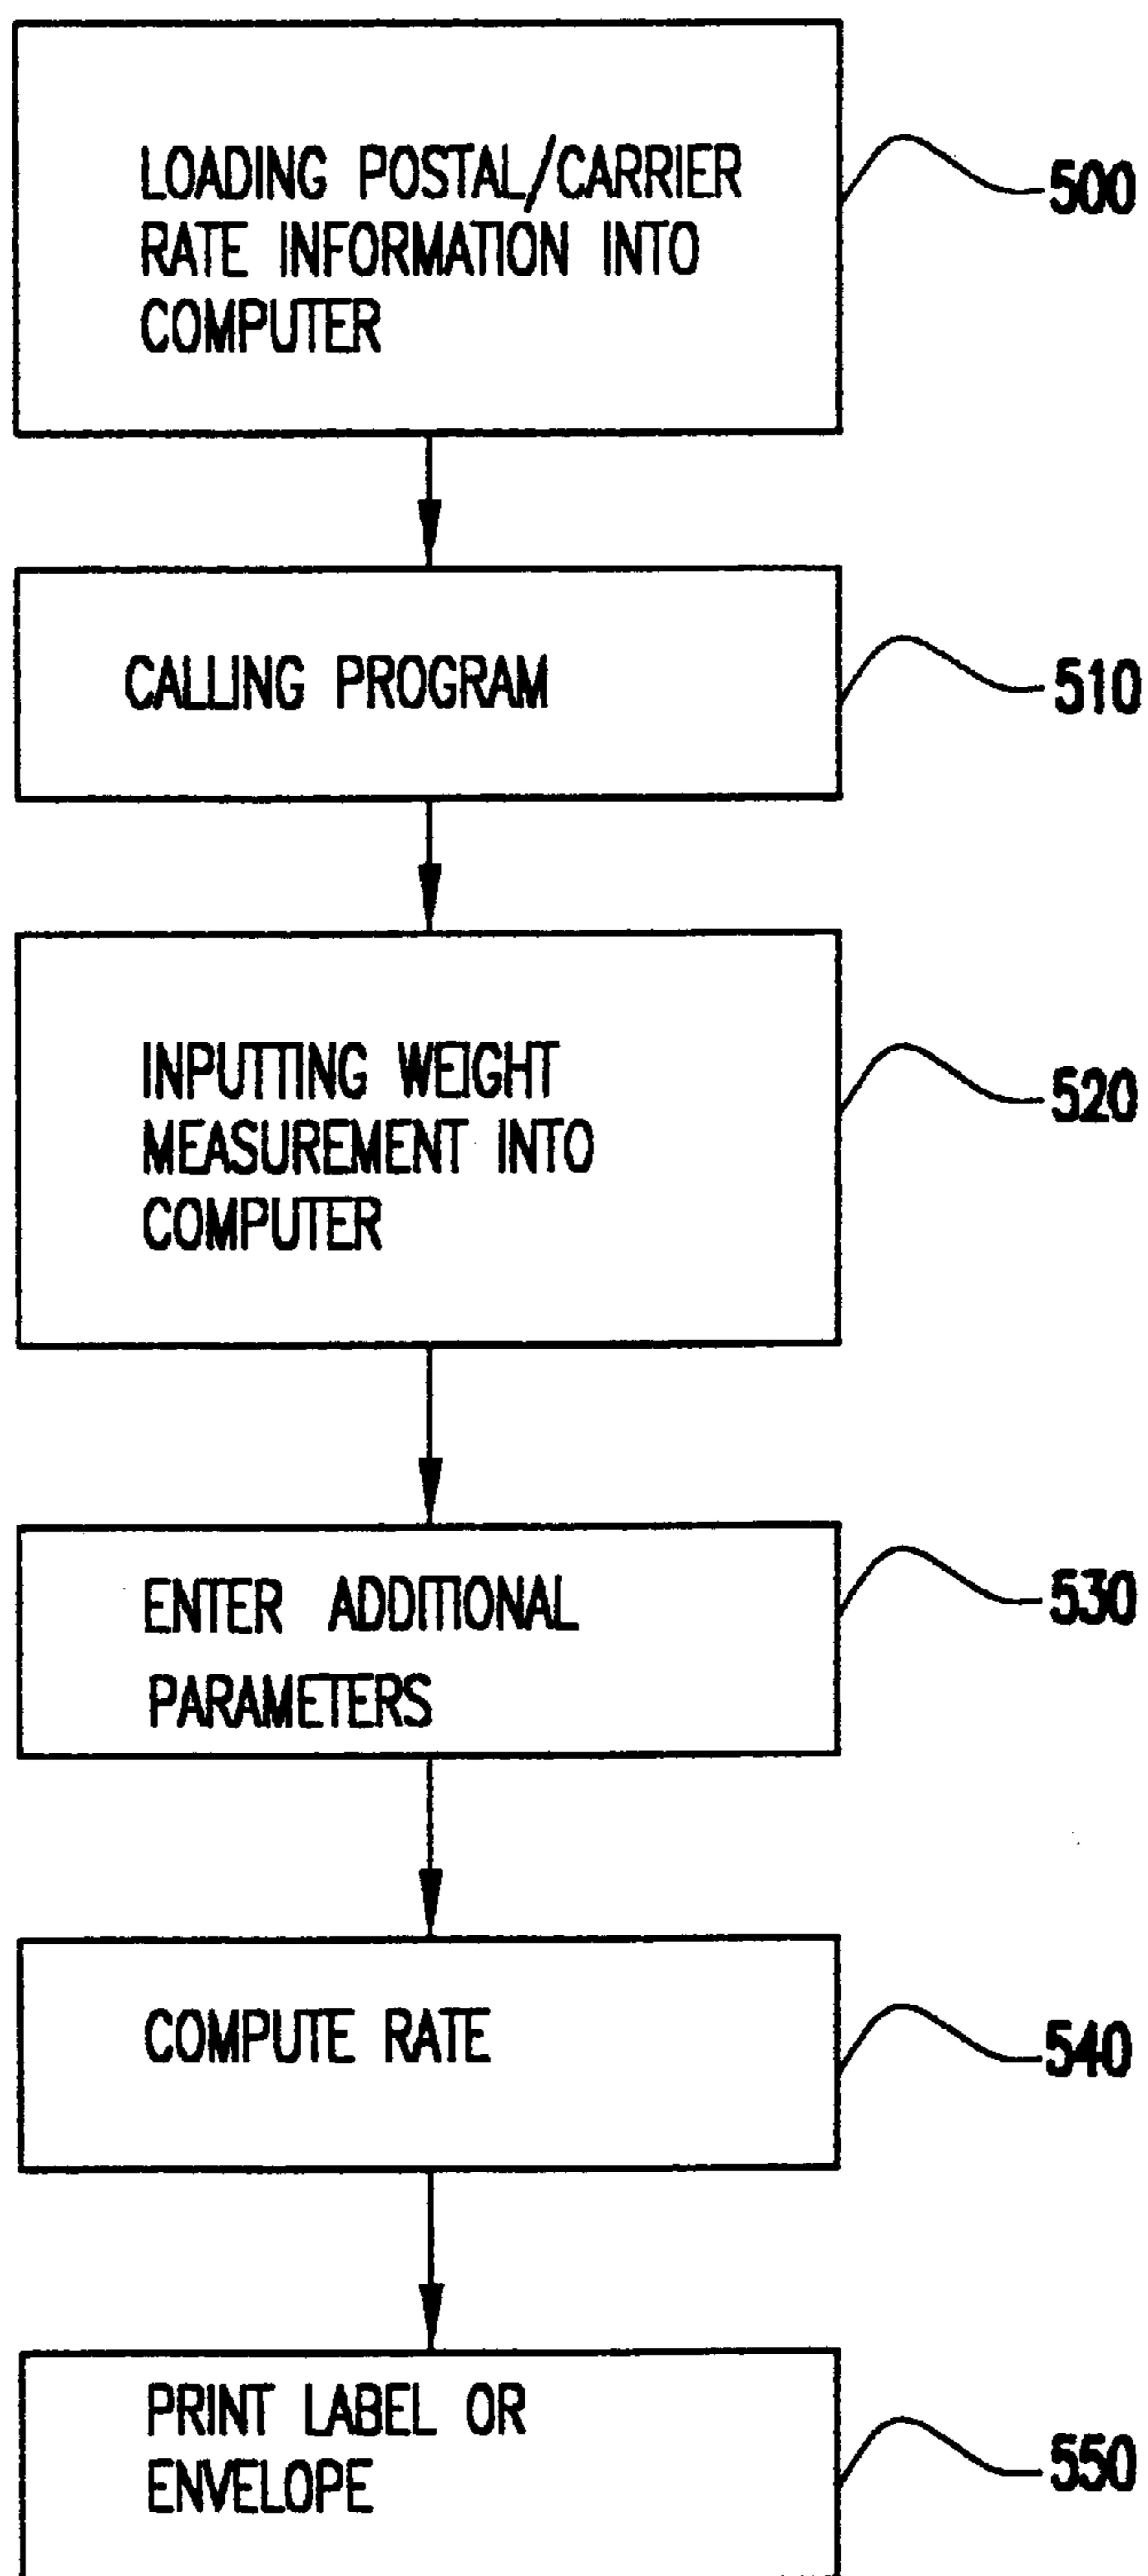 LOADING POSTAL/CARRIER
RATE INFORMATION INTO
COMPUTER
500
CALLING PROGRAM
510
INPUTTING WEIGHT
MEASUREMENT INTO
COMPUTER
520
ENTER ADDITIONAL
PARAMETERS
530
COMPUTE RATE
540
PRINT LABEL OR
ENVELOPE
550